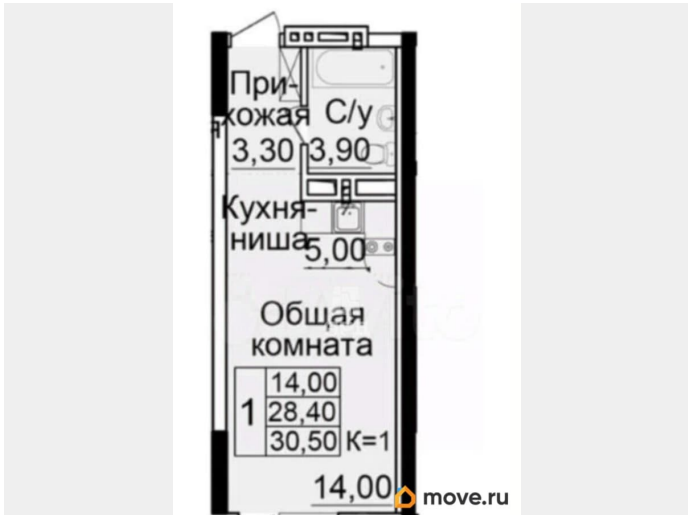 При-
хожая
3,30
С/у
3,90
Кухня-
ниша
5,00
Общая
комната
1
14,00
28,40
30,50 К=1
14,00
move.ru